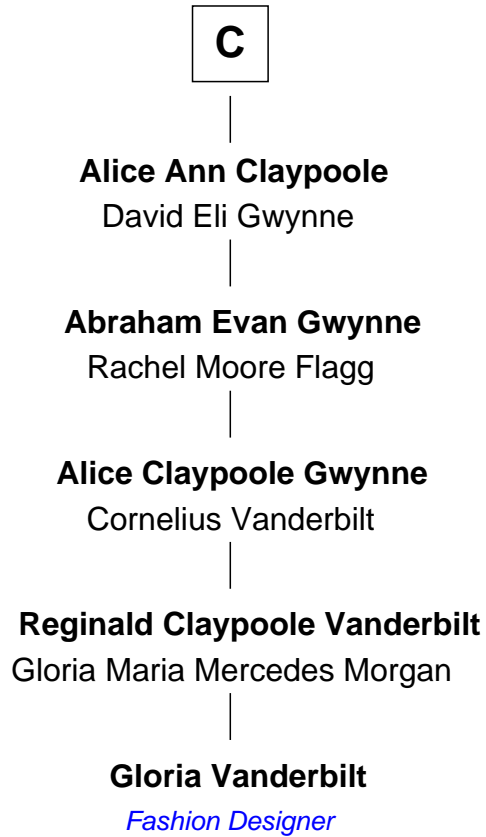 C
Alice Ann Claypoole
David Eli Gwynne
Abraham Evan Gwynne
Rachel Moore Flagg
Alice Claypoole Gwynne
Cornelius Vanderbilt
Reginald Claypoole Vanderbilt
Gloria Maria Mercedes Morgan
Gloria Vanderbilt
Fashion Designer